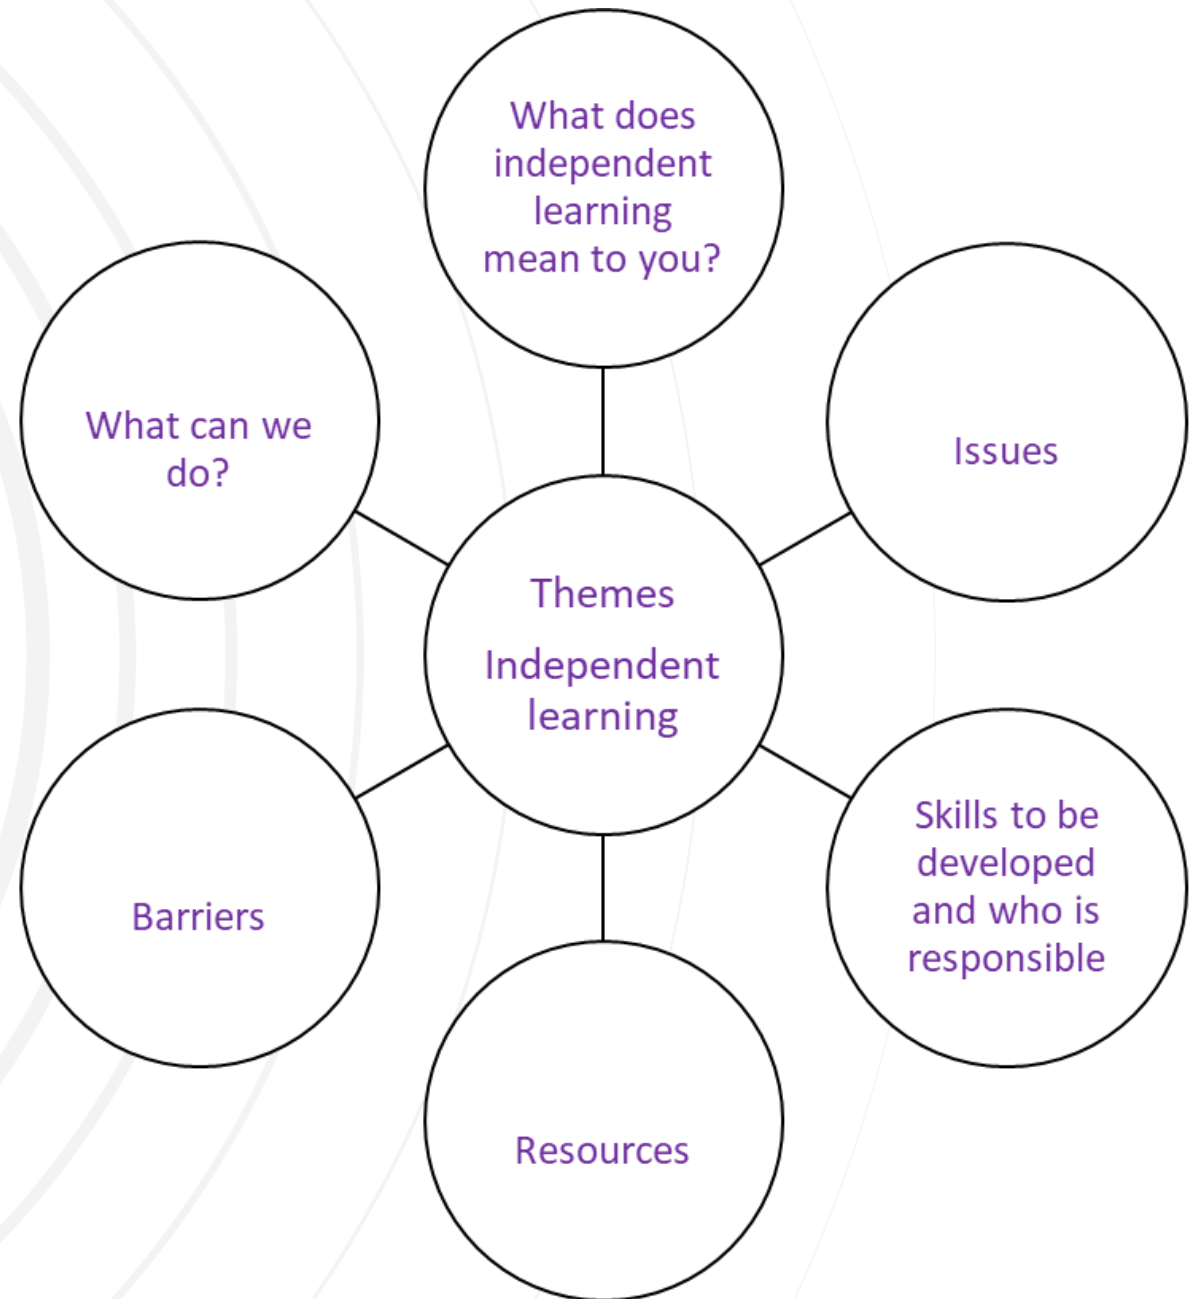 What does
independent
learning
mean to you?
What can we
do?
Issues
Themes
Independent
learning
Barriers
Skills to be
developed
and who is
responsible
Resources